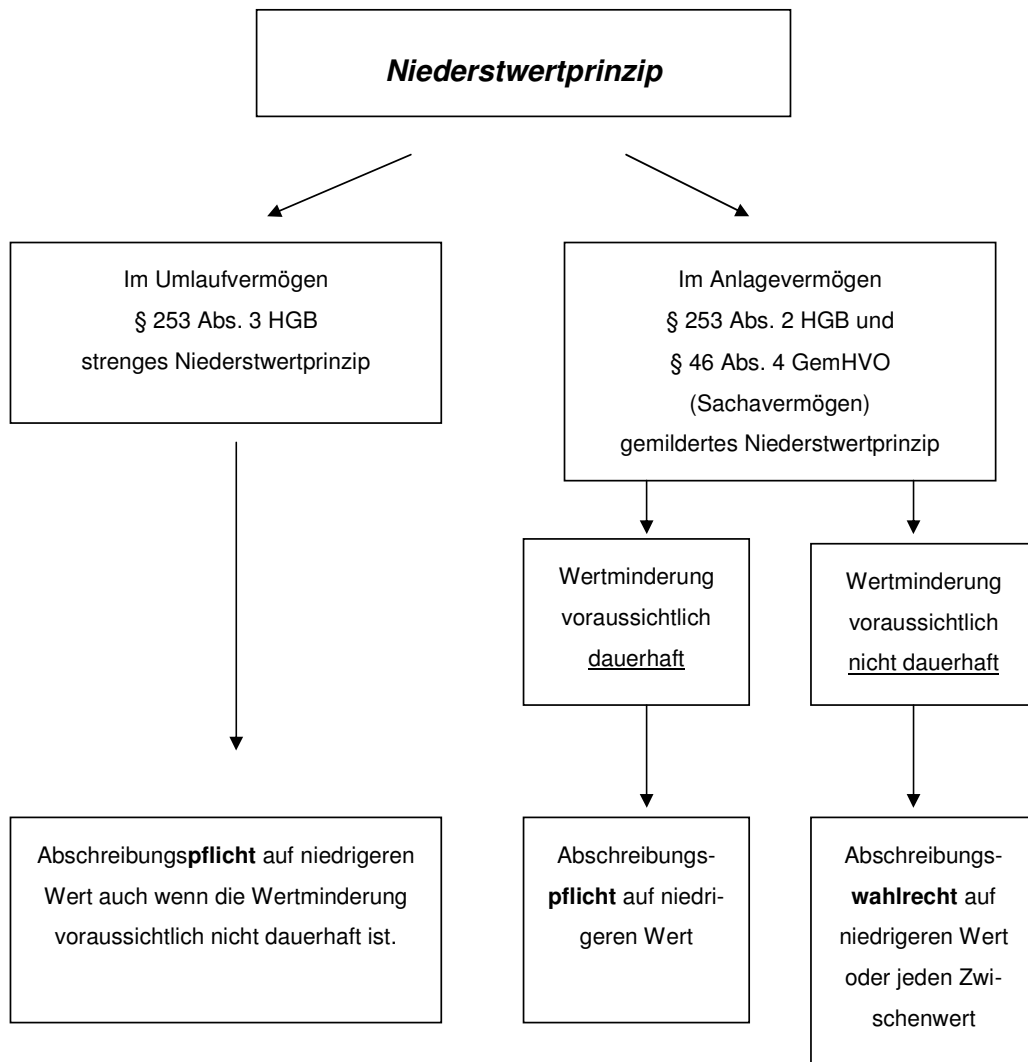 Niederstwertprinzip
Im Umlaufvermögen
§ 253 Abs. 3 HGB
strenges Niederstwertprinzip
Im Anlagevermögen
§ 253 Abs. 2 HGB und
§ 46 Abs. 4 GemHVO
(Sachavermögen)
gemildertes Niederstwertprinzip
Wertminderung
voraussichtlich
dauerhaft
Wertminderung
voraussichtlich
nicht dauerhaft
Abschreibungspflicht auf niedrigeren
Wert auch wenn die Wertminderung
voraussichtlich nicht dauerhaft ist.
Abschreibungs-
pflicht auf niedri-
geren Wert
Abschreibungs-
wahlrecht auf
niedrigeren Wert
oder jeden Zwi-
schenwert